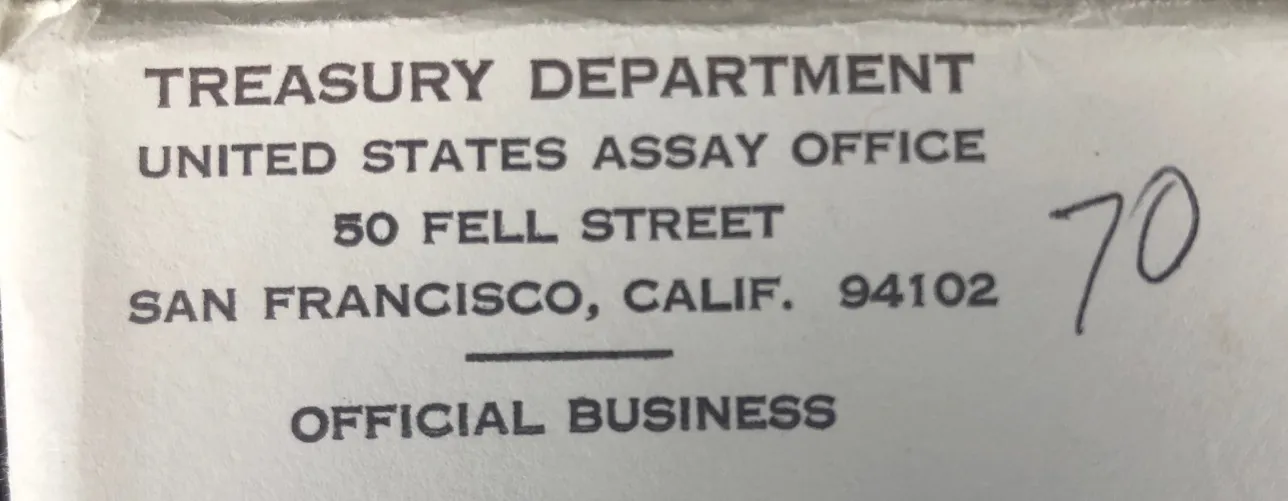 TREASURY DEPARTMENT
UNITED STATES ASSAY OFFICE
50 FELL STREET
SAN FRANCISCO, CALIF. 94102
70
OFFICIAL BUSINESS